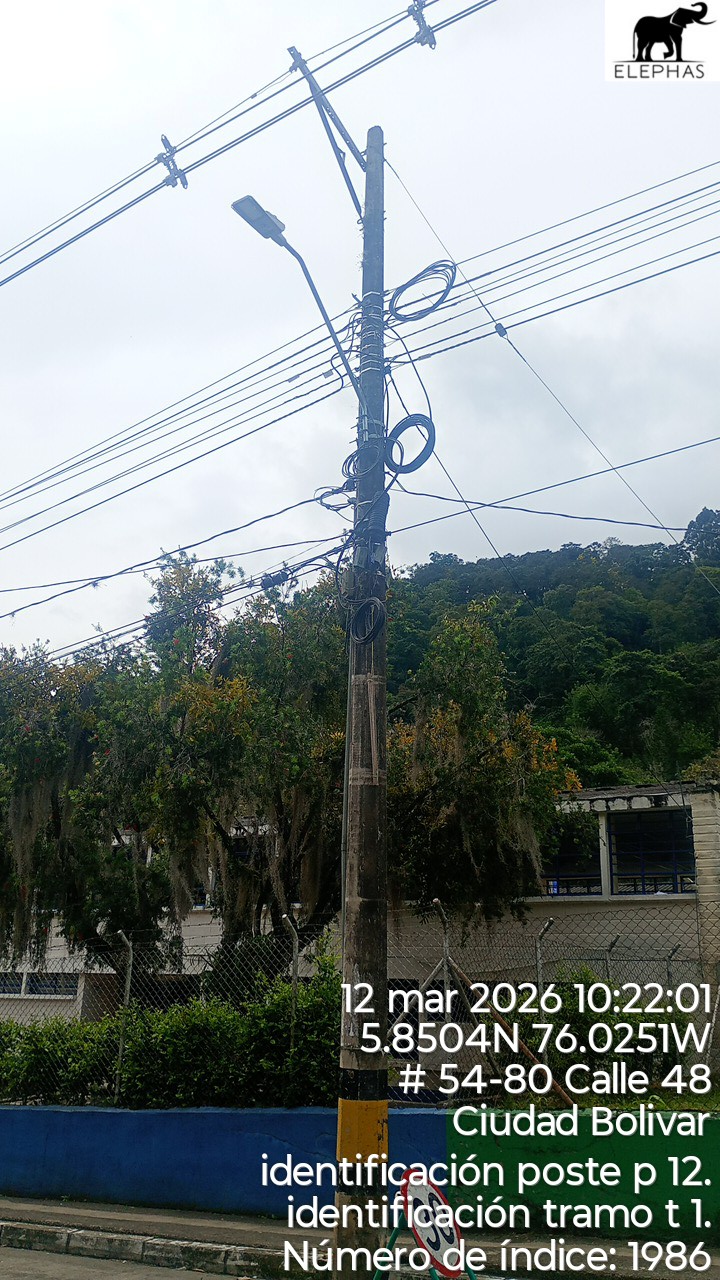 ELEPHAS
12 mar 2026 10:22:01
5.8504N 76.0251W
# 54-80 Calle 48
Ciudad Bolivar
identificación poste p 12.
identificación tramo t 1.
Número de índice: 1986